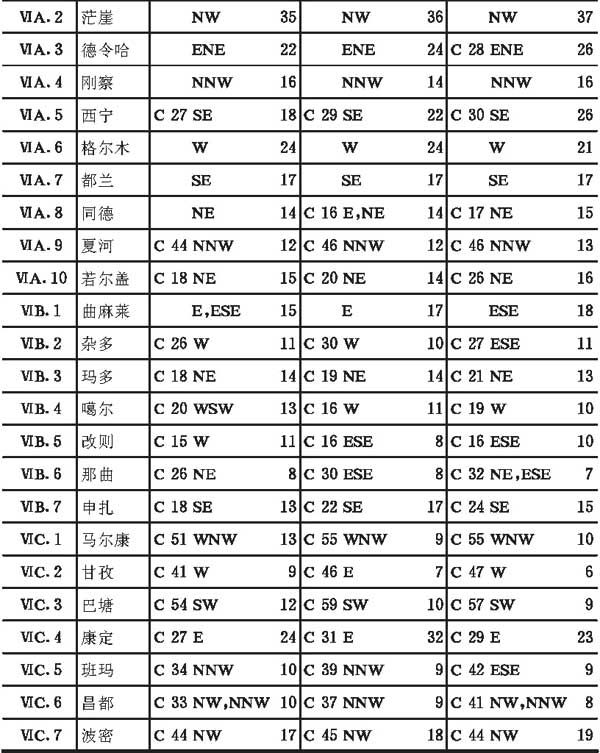 ⅥA.2 茫崖 NW 35 NW 36 NW 37
ⅥA.3 德令哈 ENE 22 ENE 24 C 28 ENE 26
ⅥA.4 刚察 NNW 16 NNW 14 NNW 16
ⅥA.5 西宁 C 27 SE 18 C 29 SE 22 C 30 SE 26
ⅥA.6 格尔木 W 24 W 24 W 21
ⅥA.7 都兰 SE 17 SE 17 SE 17
ⅥA.8 同德 NE 14 C 16 E,NE 14 C 17 NE 15
ⅥA.9 夏河 C 44 NNW 12 C 46 NNW 12 C 46 NNW 13
ⅥA.10 若尔盖 C 18 NE 15 C 20 NE 14 C 26 NE 16
ⅥB.1 曲麻莱 E,ESE 15 E 17 ESE 18
ⅥB.2 杂多 C 26 W 11 C 30 W 10 C 27 ESE 11
ⅥB.3 玛多 C 18 NE 14 C 19 NE 14 C 21 NE 13
ⅥB.4 噶尔 C 20 WSW 13 C 16 W 11 C 19 W 10
ⅥB.5 改则 C 15 W 11 C 16 ESE 8 C 16 ESE 10
ⅥB.6 那曲 C 26 NE 8 C 30 ESE 8 C 32 NE,ESE 7
ⅥB.7 申扎 C 18 SE 13 C 22 SE 17 C 24 SE 15
ⅥC.1 马尔康 C 51 WNW 13 C 55 WNW 9 C 55 WNW 10
ⅥC.2 甘孜 C 41 W 9 C 46 E 7 C 47 W 6
ⅥC.3 巴塘 C 54 SW 12 C 59 SW 10 C 57 SW 9
ⅥC.4 康定 C 27 E 24 C 31 E 32 C 29 E 23
ⅥC.5 班玛 C 34 NNW 10 C 39 NNW 9 C 42 ESE 9
ⅥC.6 昌都 C 33 NW,NNW 10 C 37 NNW 9 C 41 NW,NNW 8
ⅥC.7 波密 C 44 NW 17 C 45 NW 18 C 44 NW 19